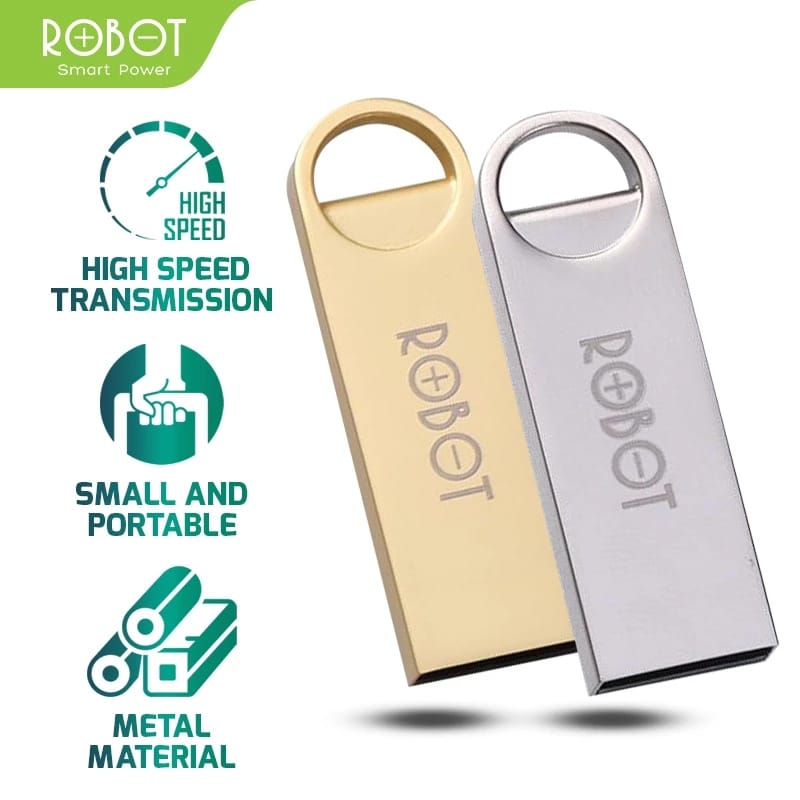 ROBOT
Smart Power
HIGH
SPEED
HIGH SPEED
TRANSMISSION
SMALL AND
PORTABLE
METAL
MATERIAL
ROBOT
ROBOT